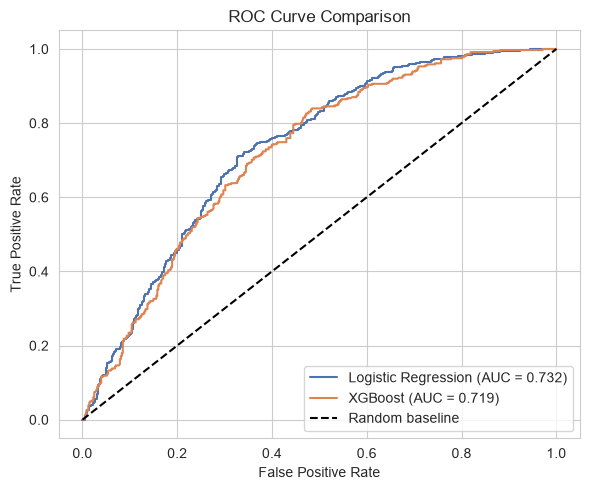 ROC Curve Comparison
1.0
0.8
0.6
0.4
0.2
0.0
True Positive Rate
Logistic Regression (AUC = 0.732)
XGBoost (AUC = 0.719)
Random baseline
0.0 0.2 0.4 0.6 0.8 1.0
False Positive Rate